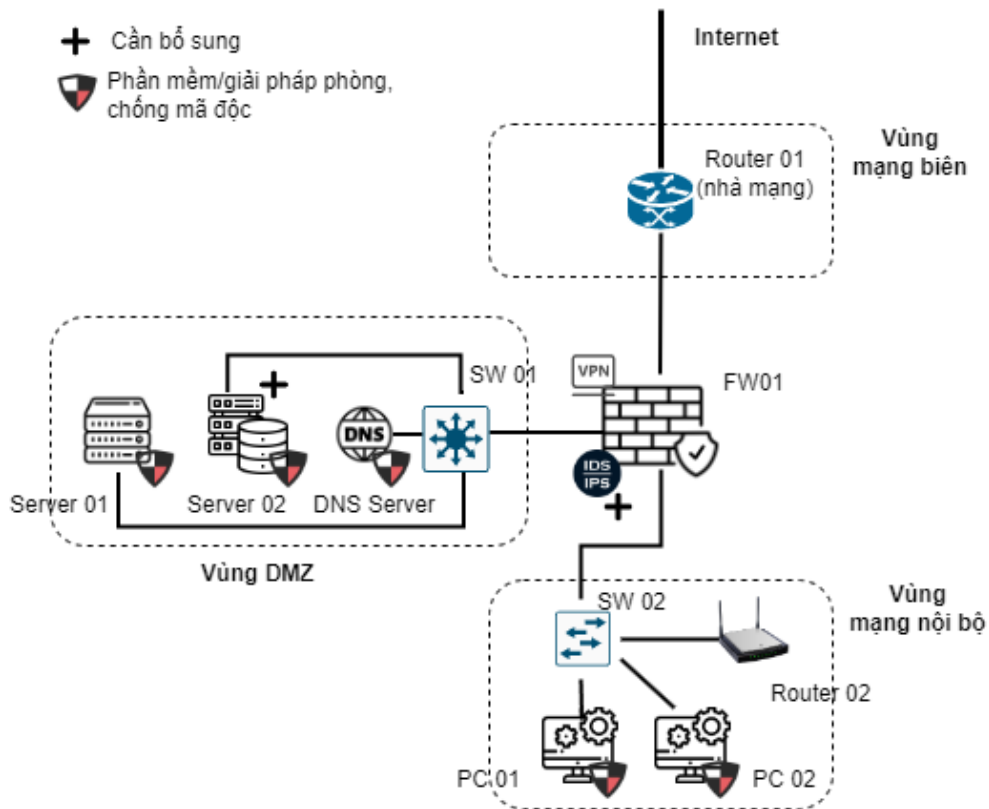 Cần bổ sung
Phần mềm/giải pháp phòng,
chống mã độc
Internet
Vùng
mạng biên
Router 01
(nhà mạng)
SW 01
VPN
FW01
DNS
IDS
IPS
Server 01
Server 02
DNS Server
Vùng DMZ
SW 02
Vùng
mạng nội bộ
Router 02
PC 01
PC 02